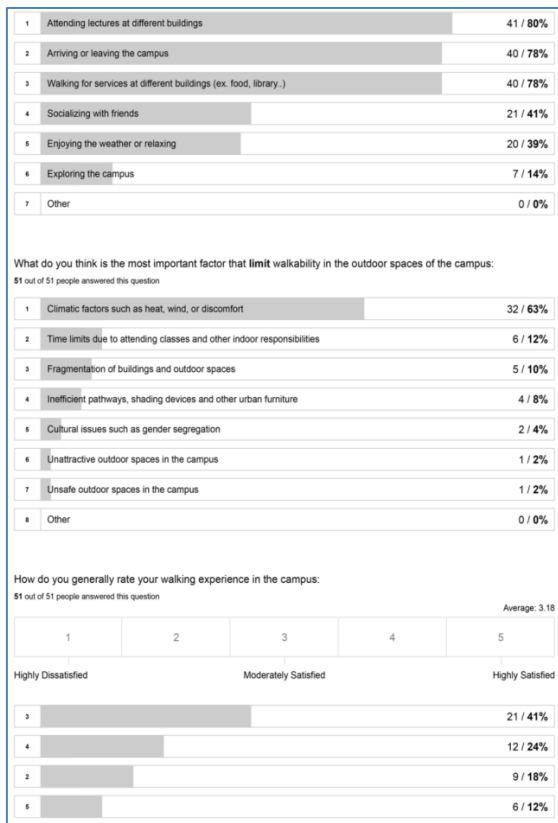 1 Attending lectures at different buildings 41 / 80%
2 Arriving or leaving the campus 40 / 78%
3 Walking for services at different buildings (ex. food, library..) 40 / 78%
4 Socializing with friends 21 / 41%
5 Enjoying the weather or relaxing 20 / 39%
6 Exploring the campus 7 / 14%
7 Other 0 / 0%
What do you think is the most important factor that limit walkability in the outdoor spaces of the campus:
51 out of 51 people answered this question
1 Climatic factors such as heat, wind, or discomfort 32 / 63%
2 Time limits due to attending classes and other indoor responsibilities 6 / 12%
3 Fragmentation of buildings and outdoor spaces 5 / 10%
4 Inefficient pathways, shading devices and other urban furniture 4 / 8%
5 Cultural issues such as gender segregation 2 / 4%
6 Unattractive outdoor spaces in the campus 1 / 2%
7 Unsafe outdoor spaces in the campus 1 / 2%
8 Other 0 / 0%
How do you generally rate your walking experience in the campus:
51 out of 51 people answered this question
Average: 3.18
1 2 3 4 5
Highly Dissatisfied Moderately Satisfied Highly Satisfied
3 21 / 41%
4 12 / 24%
2 9 / 18%
5 6 / 12%